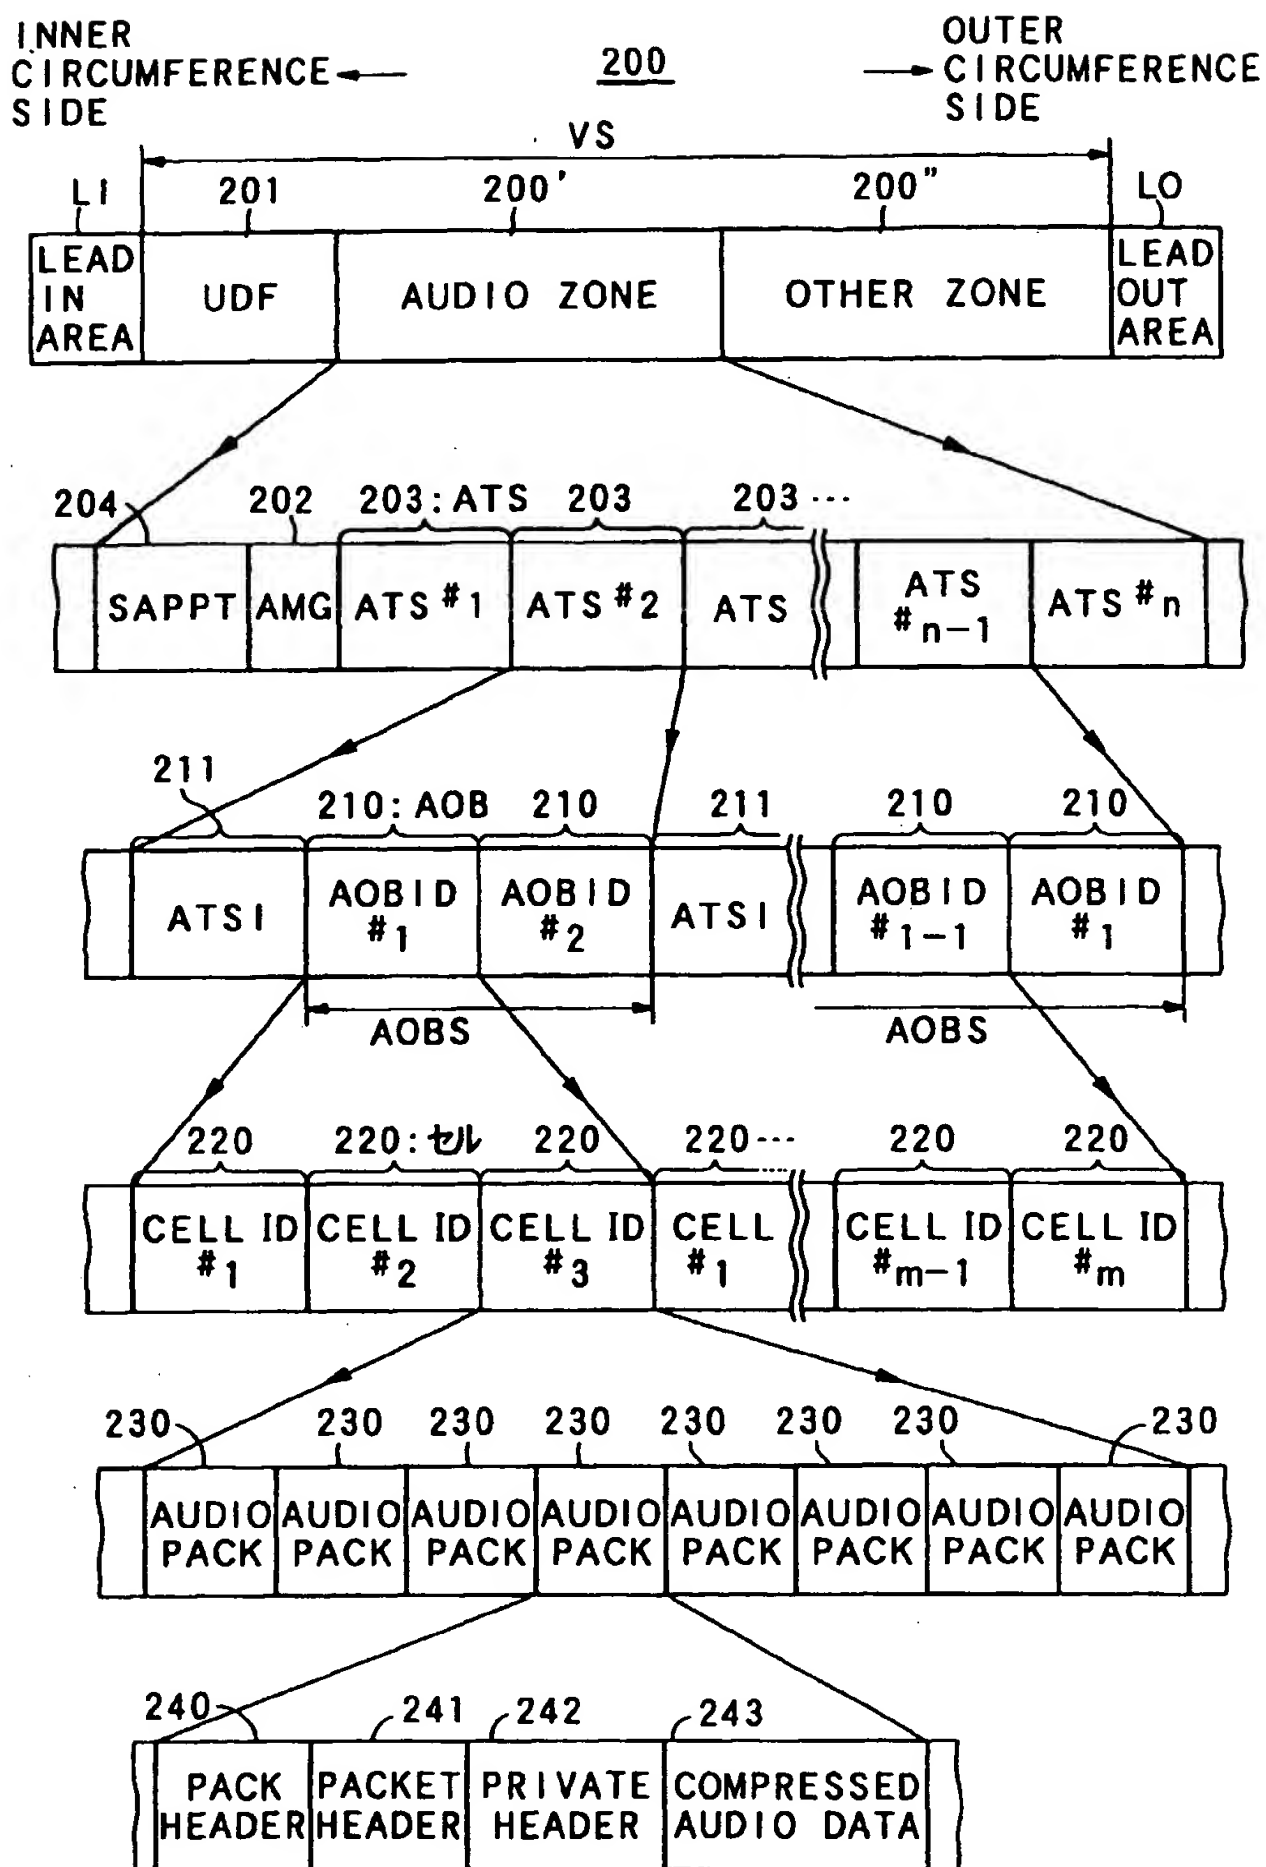 INNER
CIRCUMFERENCE
SIDE
200
OUTER
CIRCUMFERENCE
SIDE
VS
LI 201 200' 200" LO
LEAD
IN
AREA
UDF
AUDIO ZONE
OTHER ZONE
LEAD
OUT
AREA
204 202 203:ATS 203 203 ···
SAPPT
AMG
ATS #1
ATS #2
ATS
ATS
#n-1
ATS #n
211 210:AOB 210 211 210 210
ATSI
AOBID
#1
AOBID
#2
ATSI
AOBID
#1-1
AOBID
#1
AOBS
AOBS
220 220:セル 220 220··· 220 220
CELL ID
#1
CELL ID
#2
CELL ID
#3
CELL
#1
CELL ID
#m-1
CELL ID
#m
230 230 230 230 230 230 230 230
AUDIO
PACK
AUDIO
PACK
AUDIO
PACK
AUDIO
PACK
AUDIO
PACK
AUDIO
PACK
AUDIO
PACK
AUDIO
PACK
240 241 242 243
PACK
HEADER
PACKET
HEADER
PRIVATE
HEADER
COMPRESSED
AUDIO DATA